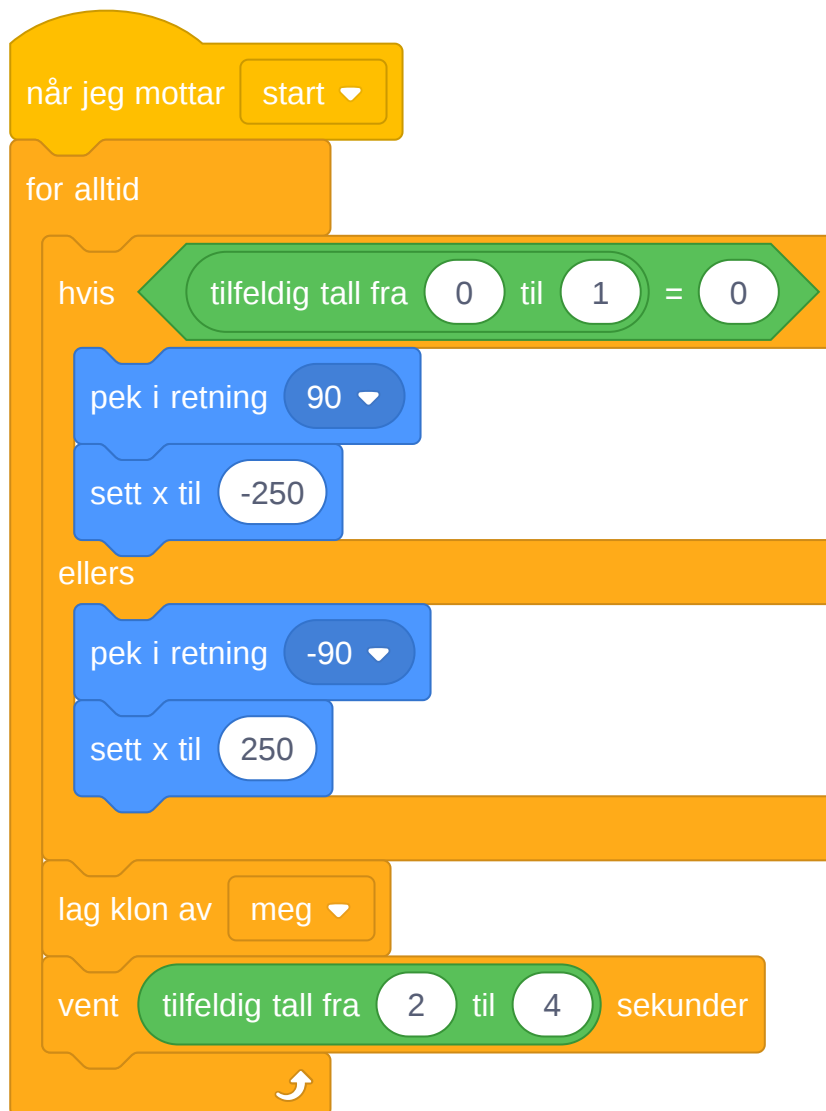 når jeg mottar start
for alltid
hvis tilfeldig tall fra 0 til 1 = 0
pek i retning 90
sett x til -250
ellers
pek i retning -90
sett x til 250
lag klon av meg
vent tilfeldig tall fra 2 til 4 sekunder